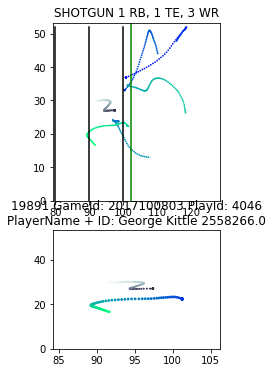 SHOTGUN 1 RB, 1 TE, 3 WR
50
40
30
20
10
0
80 90 100 110 120
19891 GameId: 2017100803 PlayId: 4046
PlayerName + ID: George Kittle 2558266.0
40
20
0
85 90 95 100 105